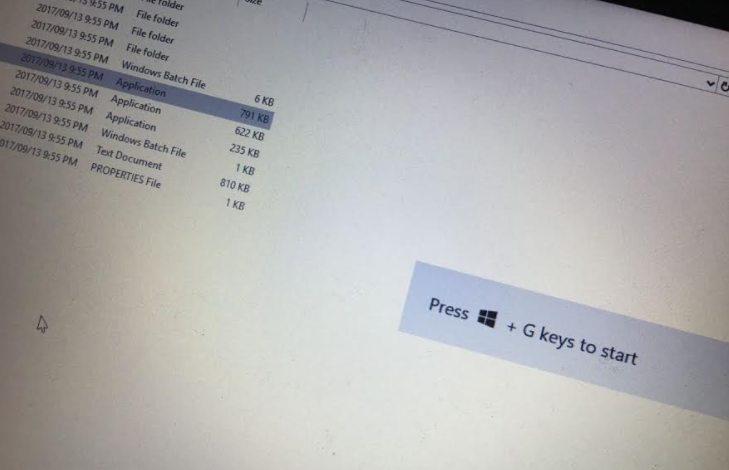 9:55 PM folder
2017/09/13 9:55 PM File folder
2017/09/13 9:55 PM File folder
2017/09/13 9:55 PM File folder
2017/09/13 9:55 PM Windows Batch File 6 KB
2017/09/13 9:55 PM Application 791 KB
2017/09/13 9:55 PM Application 622 KB
2017/09/13 9:55 PM Application 235 KB
2017/09/13 9:55 PM Windows Batch File 1 KB
2017/09/13 9:55 PM Text Document 810 KB
9:55 PM PROPERTIES File 1 KB
Press + G keys to start